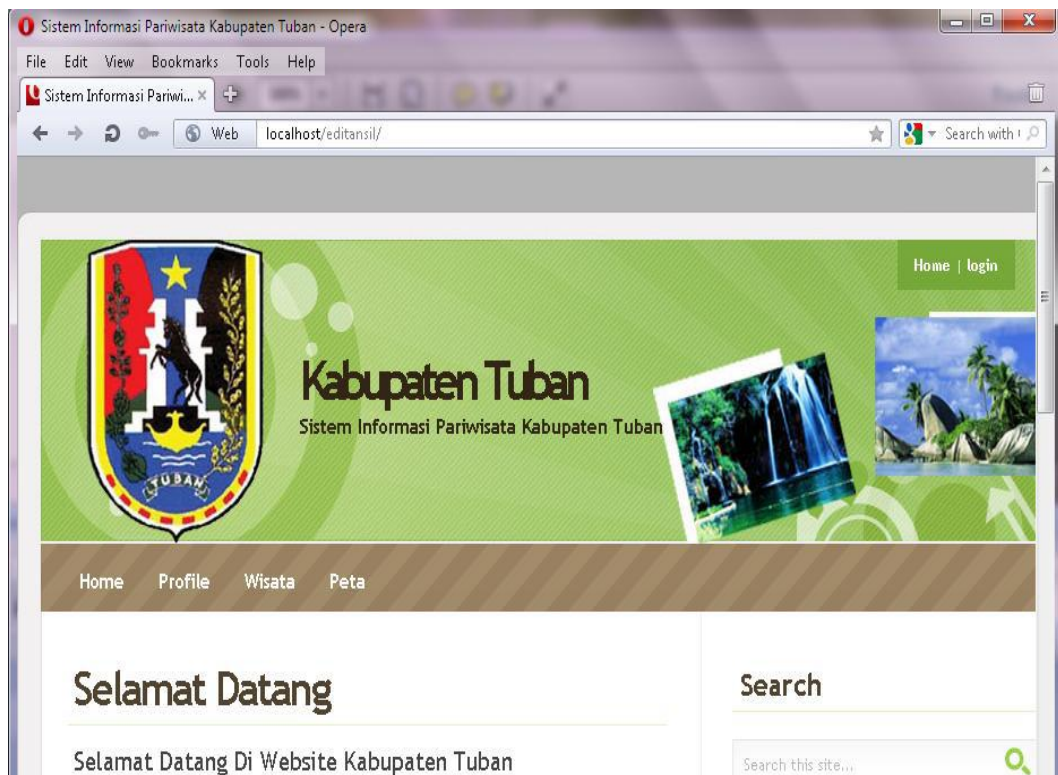 Sistem Informasi Pariwisata Kabupaten Tuban - Opera
File Edit View Bookmarks Tools Help
Sistem Informasi Pariwi...
Web localhost/editansil/
Search with
Home | login
Kabupaten Tuban
Sistem Informasi Pariwisata Kabupaten Tuban
TUBAN
Home Profile Wisata Peta
Selamat Datang
Search
Selamat Datang Di Website Kabupaten Tuban
Search this site...